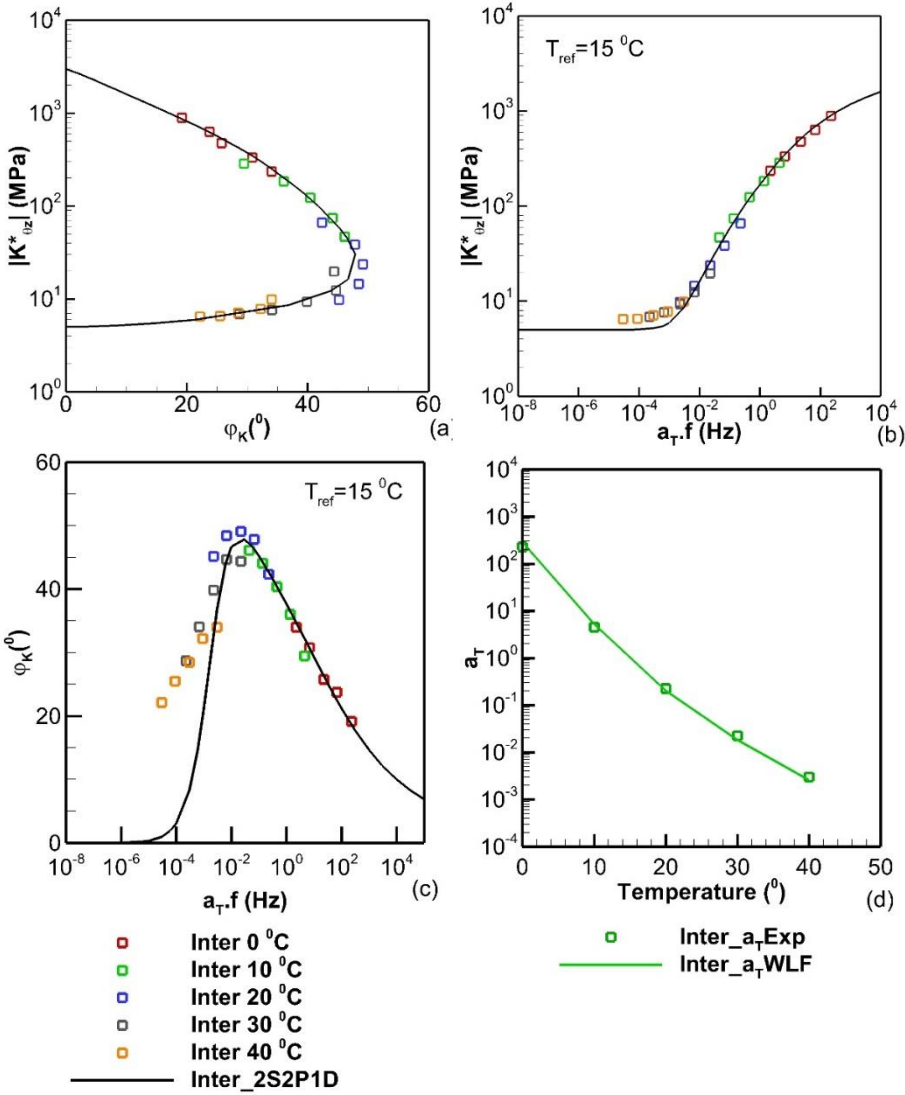 10⁴
10³
10²
10¹
10⁰
|K*θz| (MPa)
0 20 40 60
φK(⁰)
(a)
Tref=15 ⁰C
10⁴
10³
10²
10¹
10⁰
|K*θz| (MPa)
10⁻⁸ 10⁻⁶ 10⁻⁴ 10⁻² 10⁰ 10² 10⁴
aT.f (Hz)
(b)
Tref=15 ⁰C
60
40
20
0
φK(⁰)
10⁻⁸ 10⁻⁶ 10⁻⁴ 10⁻² 10⁰ 10² 10⁴
aT.f (Hz)
(c)
10⁴
10³
10²
10¹
10⁰
10⁻¹
10⁻²
10⁻³
10⁻⁴
aT
0 10 20 30 40 50
Temperature (⁰)
(d)
Inter 0 ⁰C
Inter 10 ⁰C
Inter 20 ⁰C
Inter 30 ⁰C
Inter 40 ⁰C
Inter_2S2P1D
Inter_aTExp
Inter_aTWLF